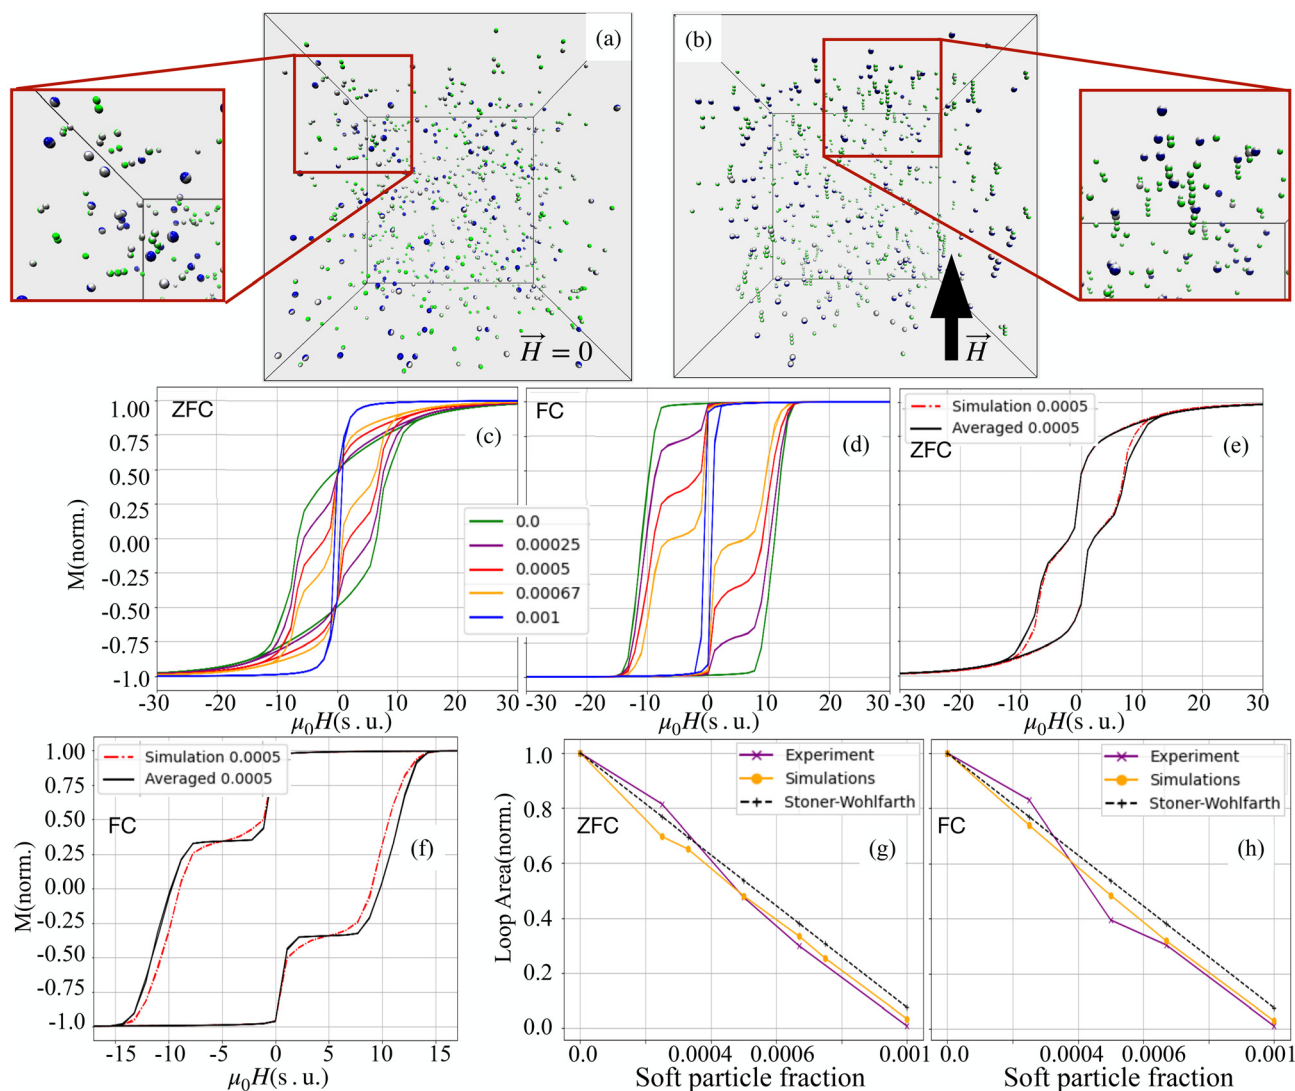 (a)
H = 0
(b)
H
ZFC
(c)
M(norm.)
1.00
0.75
0.50
0.25
0.00
-0.25
-0.50
-0.75
-1.0
-30 -20 -10 0 10 20 30
μ₀H(s.u.)
FC
(d)
0.0
0.00025
0.0005
0.00067
0.001
-30 -20 -10 0 10 20 30
μ₀H(s.u.)
Simulation 0.0005
Averaged 0.0005
ZFC
(e)
-30 -20 -10 0 10 20 30
μ₀H(s.u.)
Simulation 0.0005
Averaged 0.0005
FC
(f)
M(norm.)
1.00
0.75
0.50
0.25
0.00
-0.25
-0.50
-0.75
-1.0
-15 -10 -5 0 5 10 15
μ₀H(s.u.)
Experiment
Simulations
Stoner-Wohlfarth
ZFC
(g)
Loop Area(norm.)
1.0
0.8
0.6
0.4
0.2
0.0
0.0 0.0004 0.0006 0.001
Soft particle fraction
Experiment
Simulations
Stoner-Wohlfarth
FC
(h)
0.0 0.0004 0.0006 0.001
Soft particle fraction